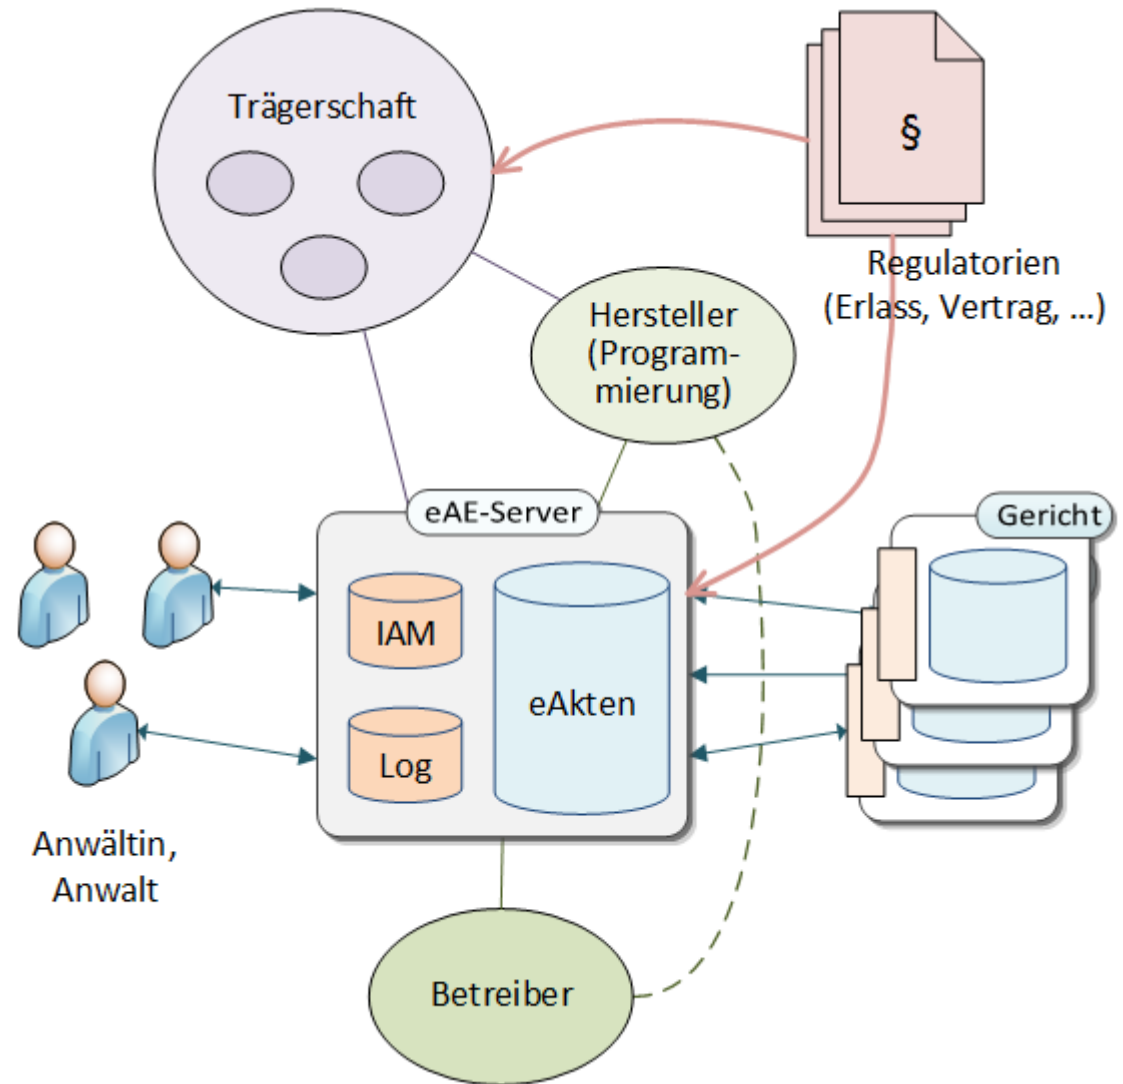 Trägerschaft
§
Regulatorien
(Erlass, Vertrag, ...)
Hersteller
(Program-
mierung)
eAE-Server
Gericht
IAM
eAkten
Log
Anwältin,
Anwalt
Betreiber